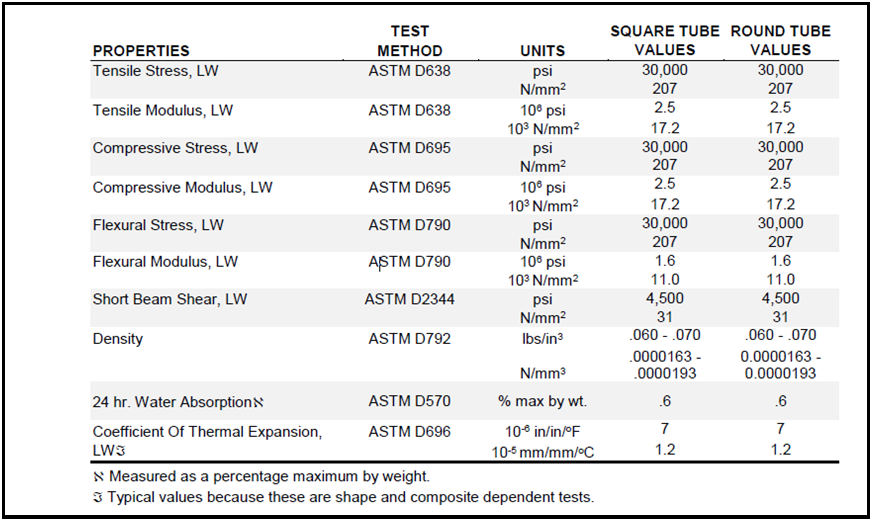 PROPERTIES TEST METHOD UNITS SQUARE TUBE VALUES ROUND TUBE VALUES
Tensile Stress, LW ASTM D638 psi 30,000 30,000
N/mm² 207 207
Tensile Modulus, LW ASTM D638 10⁶ psi 2.5 2.5
10³ N/mm² 17.2 17.2
Compressive Stress, LW ASTM D695 psi 30,000 30,000
N/mm² 207 207
Compressive Modulus, LW ASTM D695 10⁶ psi 2.5 2.5
10³ N/mm² 17.2 17.2
Flexural Stress, LW ASTM D790 psi 30,000 30,000
N/mm² 207 207
Flexural Modulus, LW ASTM D790 10⁶ psi 1.6 1.6
10³ N/mm² 11.0 11.0
Short Beam Shear, LW ASTM D2344 psi 4,500 4,500
N/mm² 31 31
Density ASTM D792 lbs/in³ .060 - .070 .060 - .070
.0000163 - 0.0000163 -
N/mm³ .0000193 0.0000193
24 hr. Water Absorptionℵ ASTM D570 % max by wt. .6 .6
Coefficient Of Thermal Expansion, ASTM D696 10⁻⁶ in/in/ºF 7 7
LWℑ 10⁻⁵ mm/mm/ºC 1.2 1.2
ℵ Measured as a percentage maximum by weight.
ℑ Typical values because these are shape and composite dependent tests.